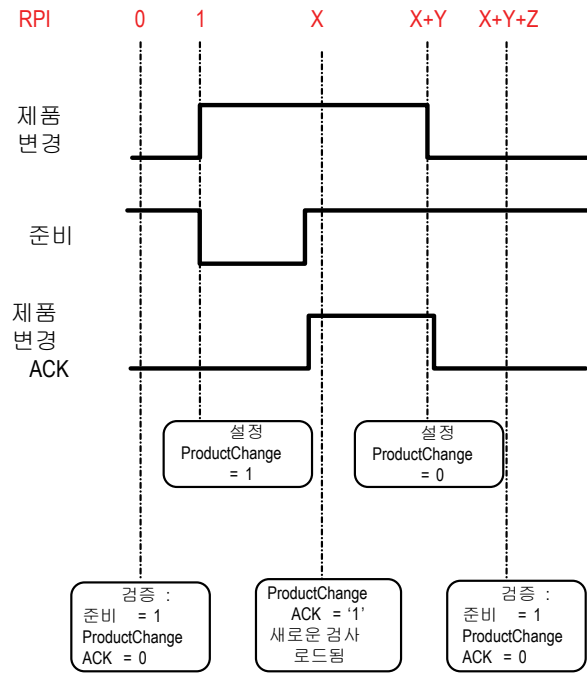 RPI 0 1 X X+Y X+Y+Z
제품
변경
준비
제품
변경
ACK
설정
ProductChange
= 1
설정
ProductChange
= 0
검증 :
준비 = 1
ProductChange
ACK = 0
ProductChange
ACK = ‘1’
새로운 검사
로드됨
검증 :
준비 = 1
ProductChange
ACK = 0